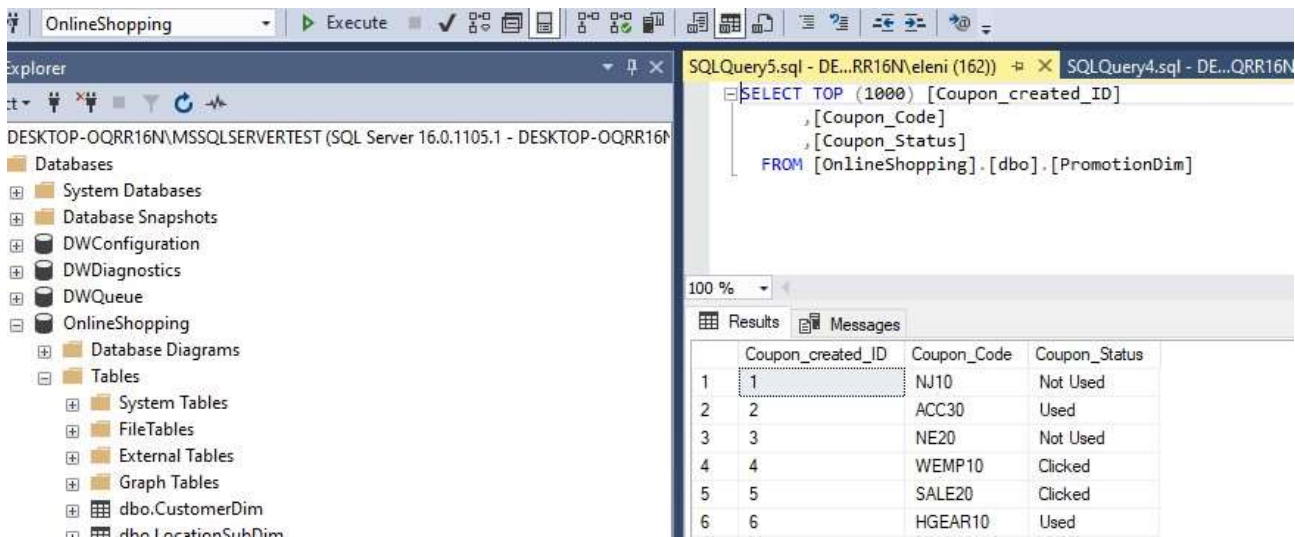 OnlineShopping Execute
Explorer
DESKTOP-OQRR16N\MSSQLSERVERTEST (SQL Server 16.0.1105.1 - DESKTOP-OQRR16N
Databases
System Databases
Database Snapshots
DWConfiguration
DWDiagnostics
DWQueue
OnlineShopping
Database Diagrams
Tables
System Tables
FileTables
External Tables
Graph Tables
dbo.CustomerDim
dbo.LocationSubDim
SQLQuery5.sql - DE...RR16N\eleni (162)) SQLQuery4.sql - DE...QRR16N
SELECT TOP (1000) [Coupon_created_ID]
,[Coupon_Code]
,[Coupon_Status]
FROM [OnlineShopping].[dbo].[PromotionDim]
100 %
Results Messages
Coupon_created_ID Coupon_Code Coupon_Status
1 1 NJ10 Not Used
2 2 ACC30 Used
3 3 NE20 Not Used
4 4 WEMP10 Clicked
5 5 SALE20 Clicked
6 6 HGEAR10 Used